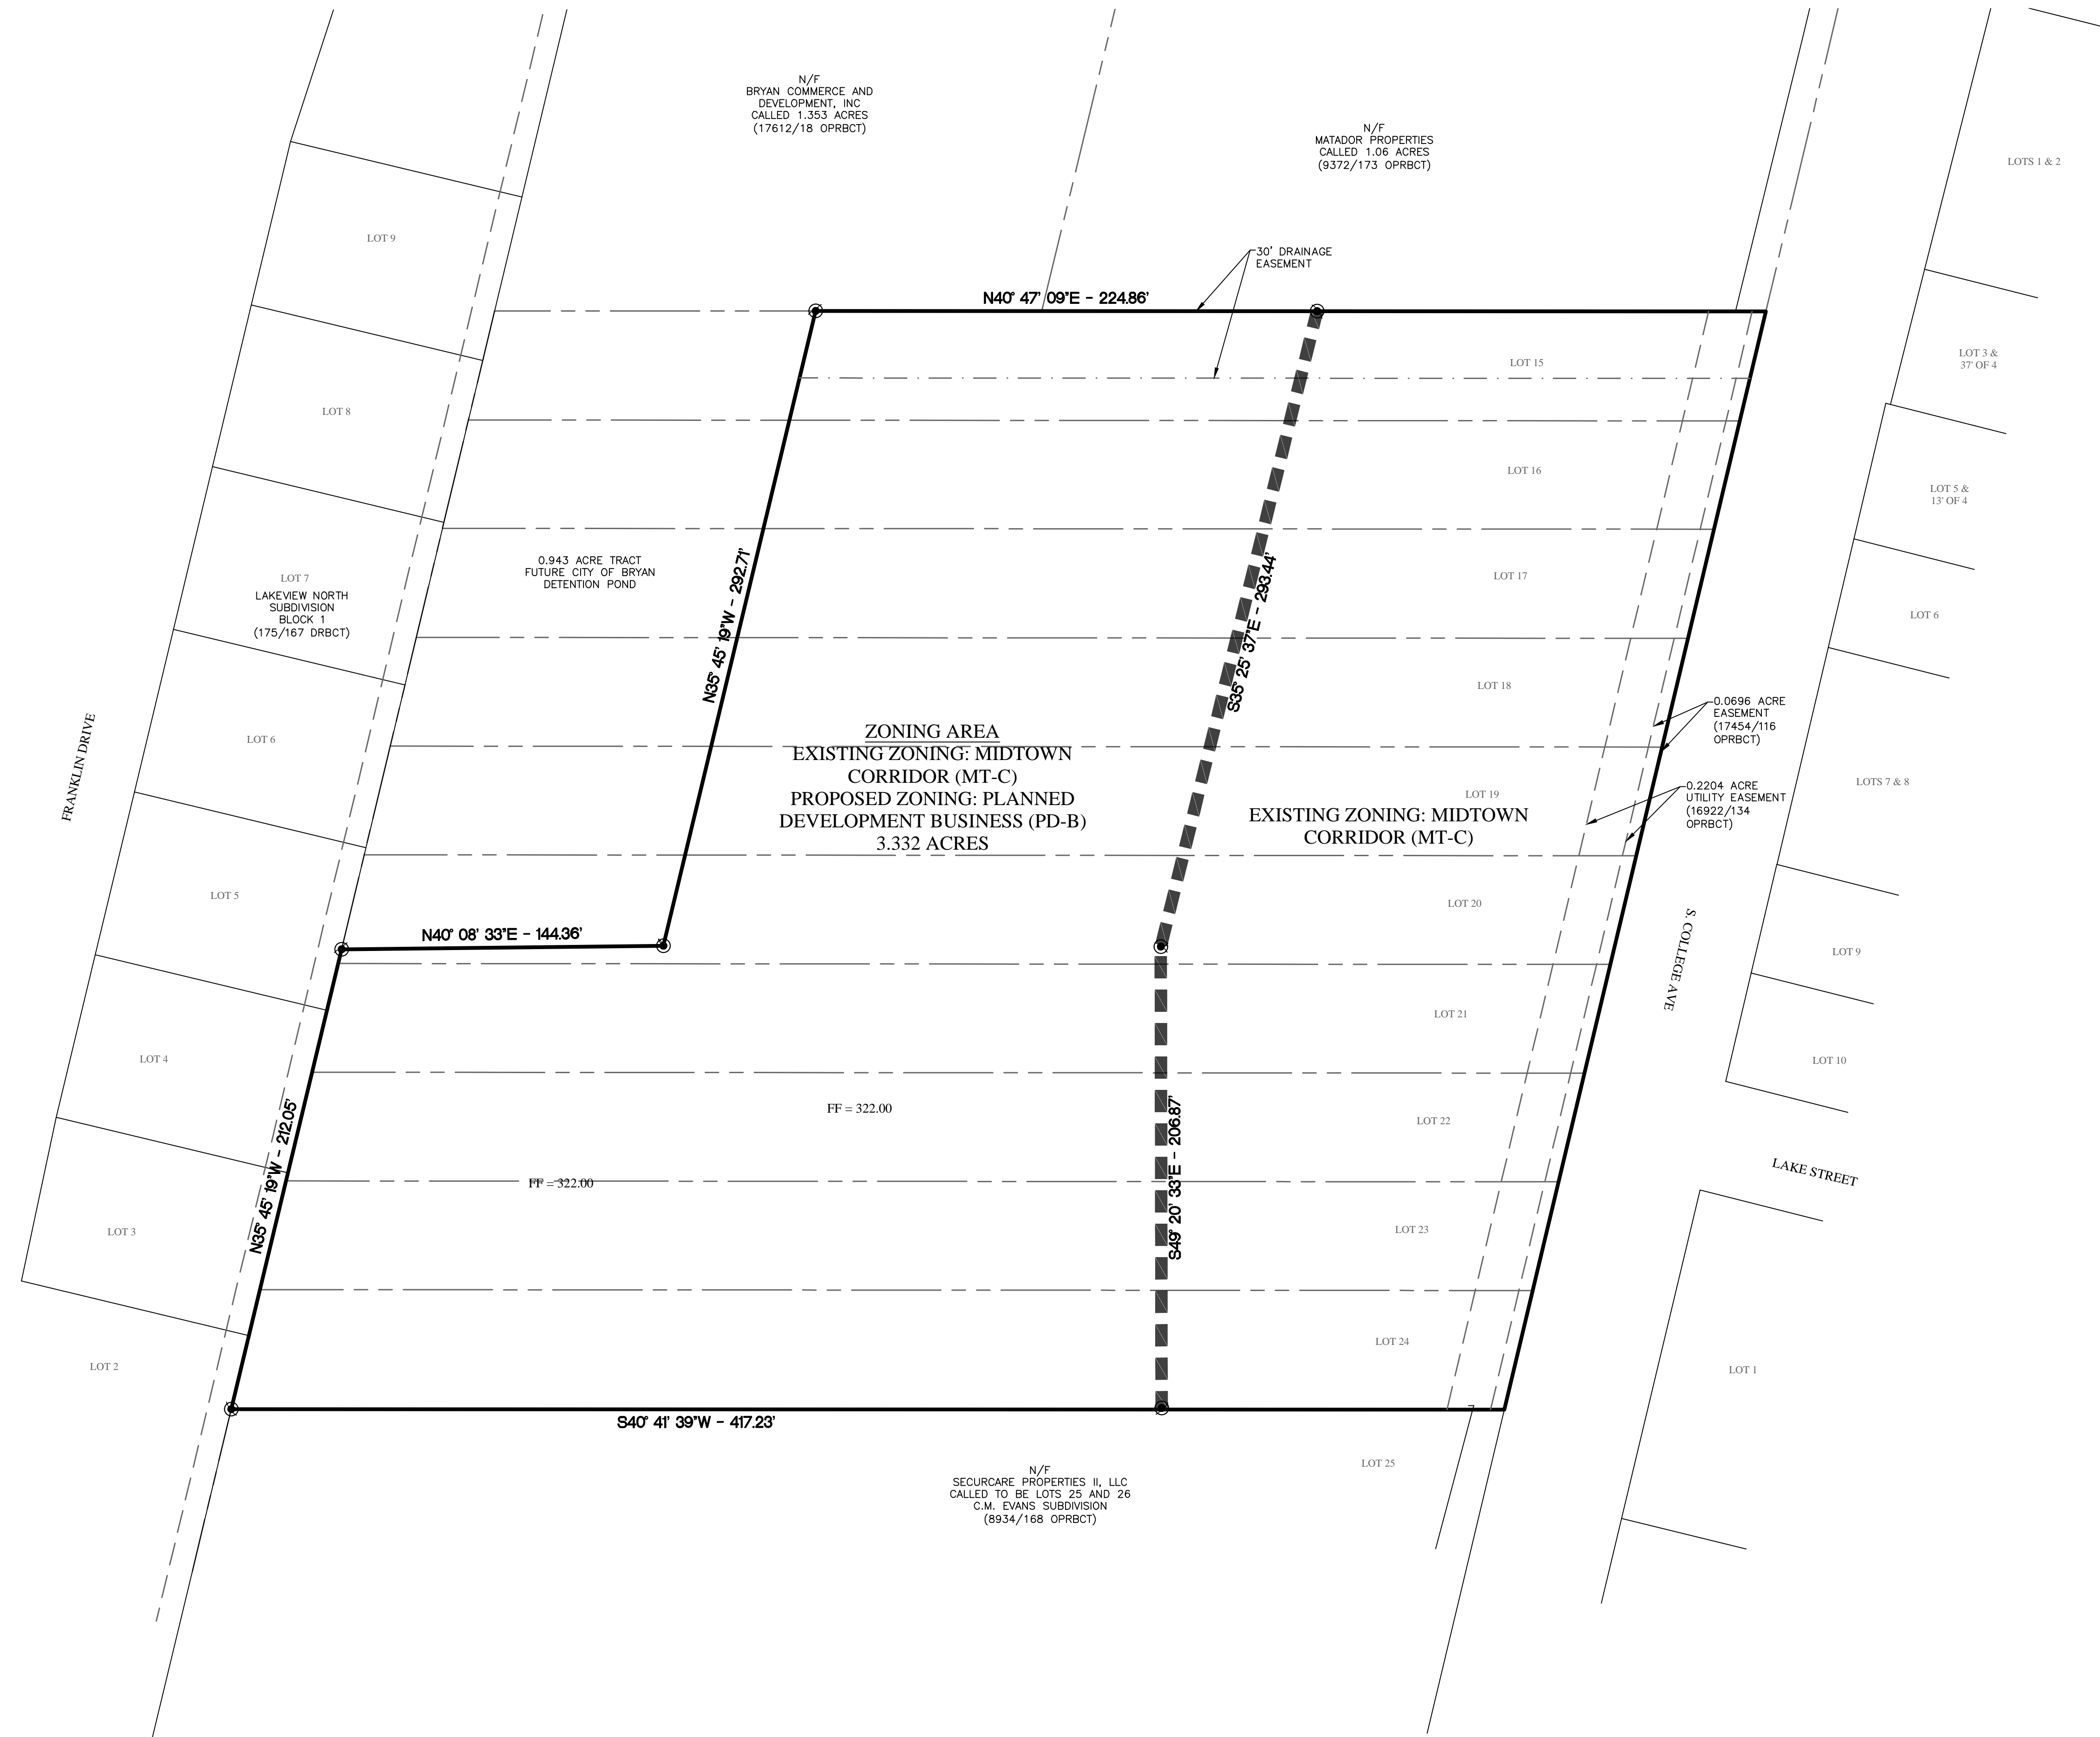 N/F
BRYAN COMMERCE AND
DEVELOPMENT, INC
CALLED 1.353 ACRES
(17612/18 OPRBCT)
N/F
MATADOR PROPERTIES
CALLED 1.06 ACRES
(9372/173 OPRBCT)
LOTS 1 & 2
LOT 9
30' DRAINAGE
EASEMENT
N40° 47' 09"E - 224.86'
LOT 15
LOT 3 &
37' OF 4
LOT 8
LOT 16
LOT 5 &
13' OF 4
0.943 ACRE TRACT
FUTURE CITY OF BRYAN
DETENTION POND
N35° 45' 19"W - 292.71'
S35° 25' 37"E - 293.44'
LOT 17
LOT 7
LAKEVIEW NORTH
SUBDIVISION
BLOCK 1
(175/167 DRBCT)
LOT 6
LOT 18
0.0696 ACRE
EASEMENT
(17454/116
OPRBCT)
FRANKLIN DRIVE
LOT 6
ZONING AREA
EXISTING ZONING: MIDTOWN
CORRIDOR (MT-C)
PROPOSED ZONING: PLANNED
DEVELOPMENT BUSINESS (PD-B)
3.332 ACRES
LOT 19
EXISTING ZONING: MIDTOWN
CORRIDOR (MT-C)
0.2204 ACRE
UTILITY EASEMENT
(16922/134
OPRBCT)
LOTS 7 & 8
LOT 5
LOT 20
N40° 08' 33"E - 144.36'
S. COLLEGE AVE
LOT 9
LOT 21
LOT 4
LOT 10
FF = 322.00
LOT 22
N35° 45' 19"W - 212.05'
S49° 20' 33"E - 206.87'
LAKE STREET
FF = 322.00
LOT 3
LOT 23
LOT 24
LOT 2
LOT 1
S40° 41' 39"W - 417.23'
LOT 25
N/F
SECURCARE PROPERTIES II, LLC
CALLED TO BE LOTS 25 AND 26
C.M. EVANS SUBDIVISION
(8934/168 OPRBCT)